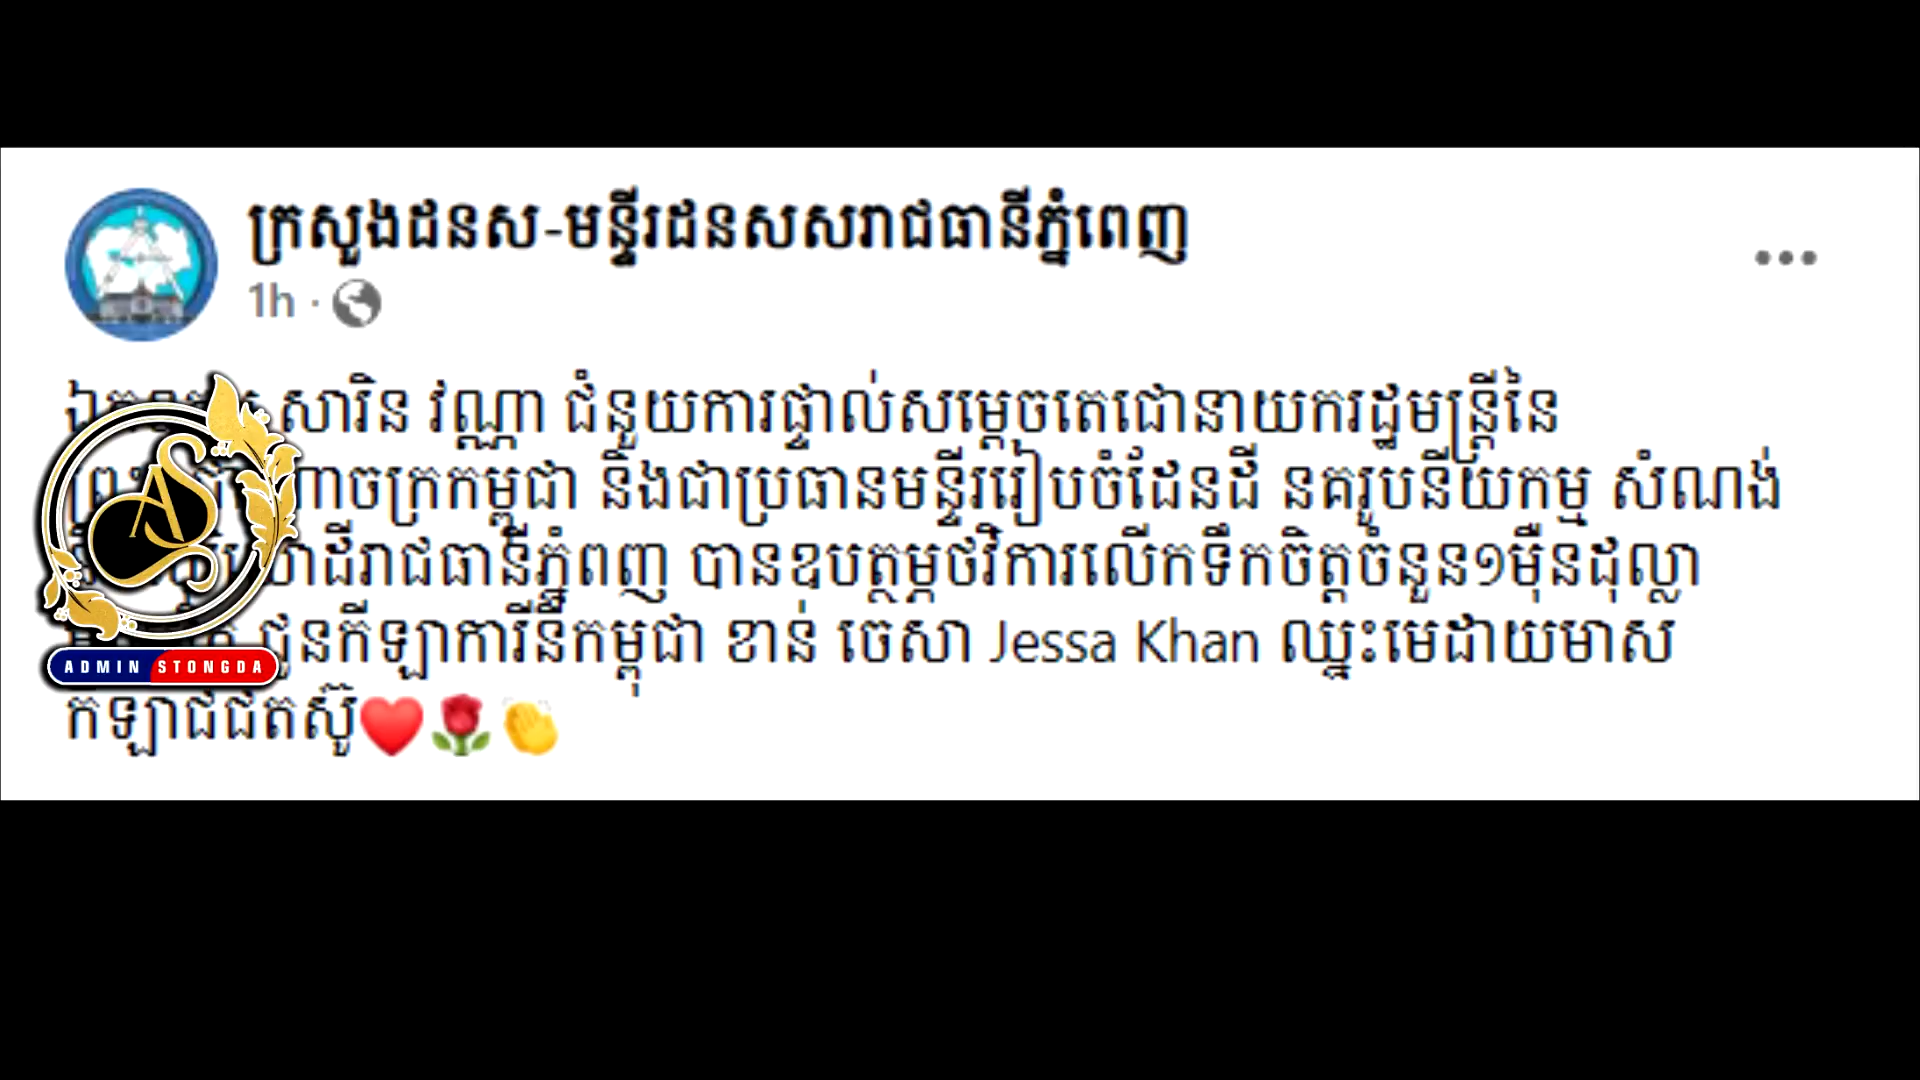 ក្រសួងដនស-មន្ទីរដនសសរាជធានីភ្នំពេញ
1h
សារិន វ៉ណ្ណា ជំនួយការផ្ទាល់សម្ដេចតេជោនាយករដ្ឋមន្ត្រីនៃ
ចក្រកម្ពុជា និងជាប្រធានមន្ទីររៀបចំដែនដី នគរូបនីយកម្ម សំណង់
រាជធានីភ្នំពញ បានឧបត្ថម្ភថវិការលើកទឹកចិត្តចំនួន១ម៉ឺនដុល្លា
ជូនកីឡាការីនីកម្ពុជា ខាន់ ចេសា Jessa Khan ឈ្នះមេដាយមាស
កីឡាជីជីតស៊ូ❤️🌹👏
AS
ADMIN STONGDA